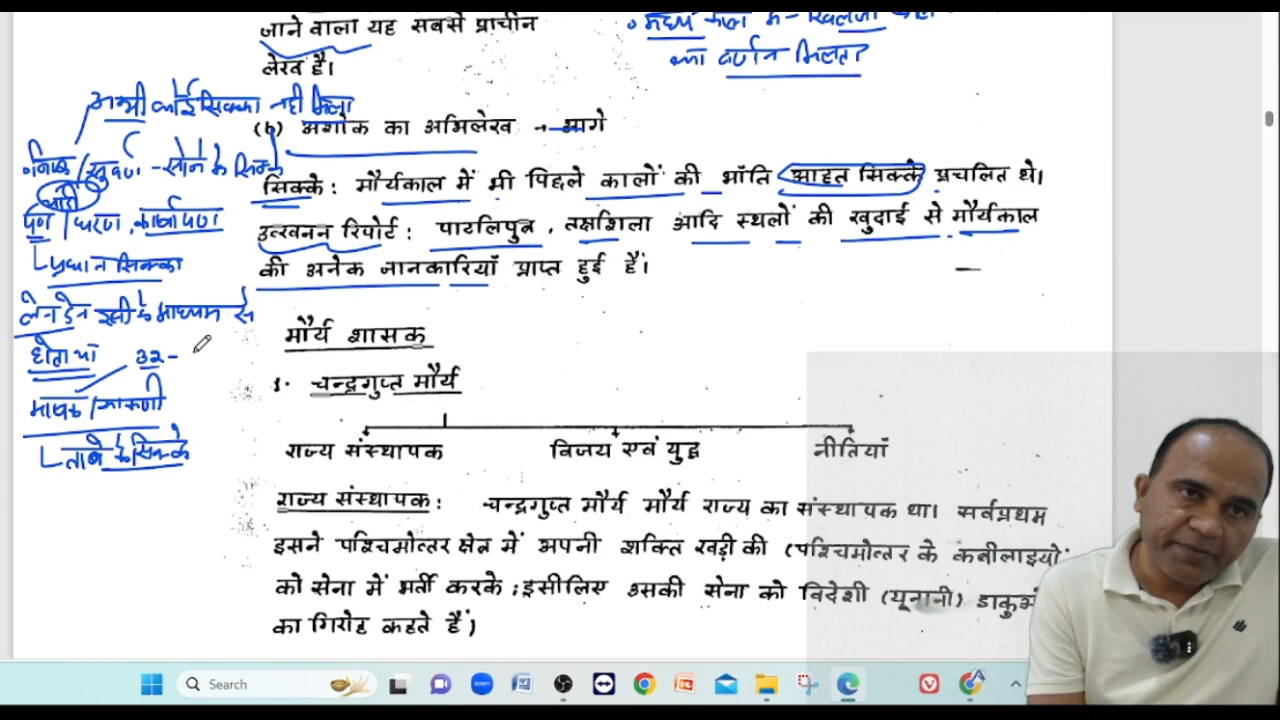 जाने वाला यह सबसे प्राचीन
लेख है।
का वर्णन मिलता
अभी कोई सिक्का नहीं मिला
(b) अशोक का अभिलेख → आगे
निष्क / सुवर्ण - सोने के सिक्के
सिक्के: मौर्यकाल में भी पिछले कालों की भाँति आहत सिक्के प्रचलित थे।
चांदी
पण / धरण, कार्षापण
उत्खनन रिपोर्ट: पाटलिपुत्र, तक्षशिला आदि स्थलों की खुदाई से मौर्यकाल
प्रधान सिक्का
की अनेक जानकारियाँ प्राप्त हुई हैं।
लेन देन इसी के माध्यम से
होता था
32-
माषक / काकणी
तांबे के सिक्के
मौर्य शासक
1. चन्द्रगुप्त मौर्य
राज्य संस्थापक विजय एवं युद्ध नीतियाँ
राज्य संस्थापक: चन्द्रगुप्त मौर्य मौर्य राज्य का संस्थापक था। सर्वप्रथम
इसने पश्चिमोत्तर क्षेत्र में अपनी शक्ति खड़ी की (पश्चिमोत्तर के कबीलाइयों
को सेना में भर्ती करके; इसीलिए उसकी सेना को विदेशी (यूनानी)
का गिरोह कहते हैं)
Search